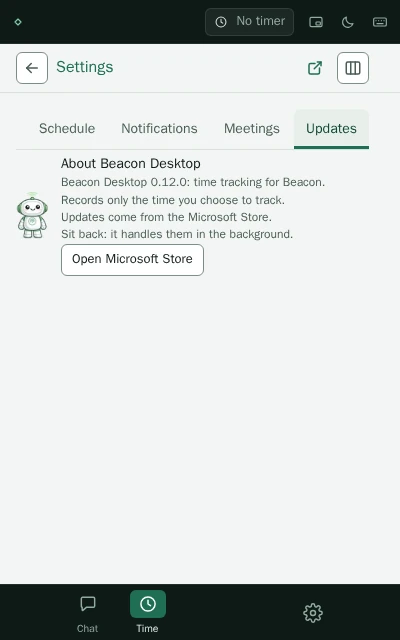 No timer
Settings
Schedule
Notifications
Meetings
Updates
About Beacon Desktop
Beacon Desktop 0.12.0: time tracking for Beacon.
Records only the time you choose to track.
Updates come from the Microsoft Store.
Sit back: it handles them in the background.
Open Microsoft Store
Chat
Time